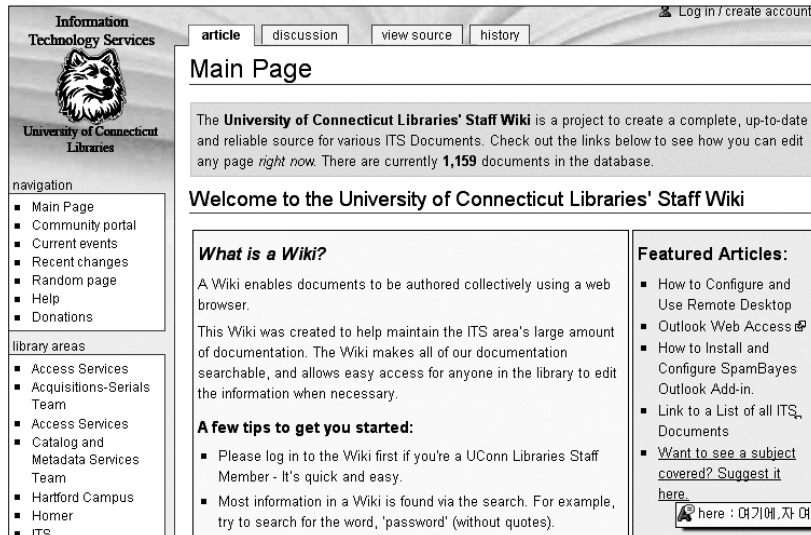 Information
Technology Services
University of Connecticut
Libraries
navigation
Main Page
Community portal
Current events
Recent changes
Random page
Help
Donations
library areas
Access Services
Acquisitions-Serials
Team
Access Services
Catalog and
Metadata Services
Team
Hartford Campus
Homer
ITS
Log in / create account
article
discussion
view source
history
Main Page
The University of Connecticut Libraries' Staff Wiki is a project to create a complete, up-to-date
and reliable source for various ITS Documents. Check out the links below to see how you can edit
any page right now. There are currently 1,159 documents in the database.
Welcome to the University of Connecticut Libraries' Staff Wiki
What is a Wiki?
A Wiki enables documents to be authored collectively using a web
browser.
This Wiki was created to help maintain the ITS area's large amount
of documentation. The Wiki makes all of our documentation
searchable, and allows easy access for anyone in the library to edit
the information when necessary.
A few tips to get you started:
Please log in to the Wiki first if you're a UConn Libraries Staff
Member - It's quick and easy.
Most information in a Wiki is found via the search. For example,
try to search for the word, 'password' (without quotes).
Featured Articles:
How to Configure and
Use Remote Desktop
Outlook Web Access
How to Install and
Configure SpamBayes
Outlook Add-in.
Link to a List of all ITS
Documents
Want to see a subject
covered? Suggest it
here.
here : 여기에,자 여